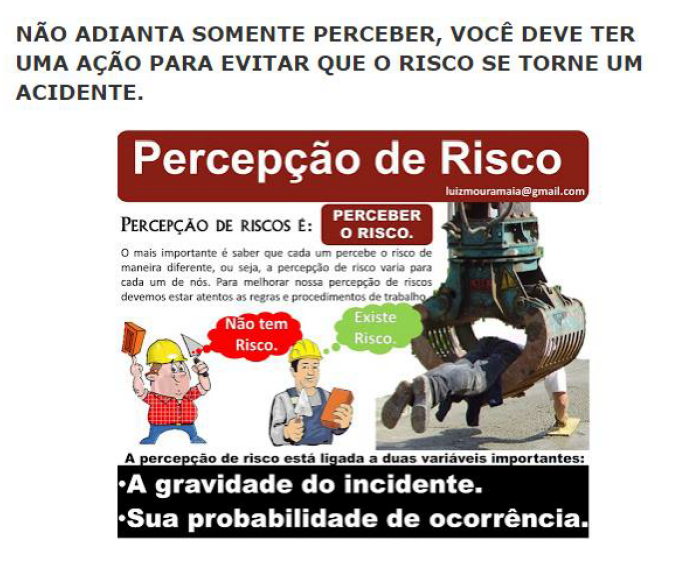 NÃO ADIANTA SOMENTE PERCEBER, VOCÊ DEVE TER
UMA AÇÃO PARA EVITAR QUE O RISCO SE TORNE UM
ACIDENTE.
Percepção de Risco
luizmouramaia@gmail.com
PERCEPÇÃO DE RISCOS É:
PERCEBER
O RISCO.
O mais importante é saber que cada um percebe o risco de
maneira diferente, ou seja, a percepção de risco varia para
cada um de nós. Para melhorar nossa percepção de riscos
devemos estar atentos as regras e procedimentos de trabalho
Não tem
Risco.
Existe
Risco.
A percepção de risco está ligada a duas variáveis importantes:
•A gravidade do incidente.
•Sua probabilidade de ocorrência.